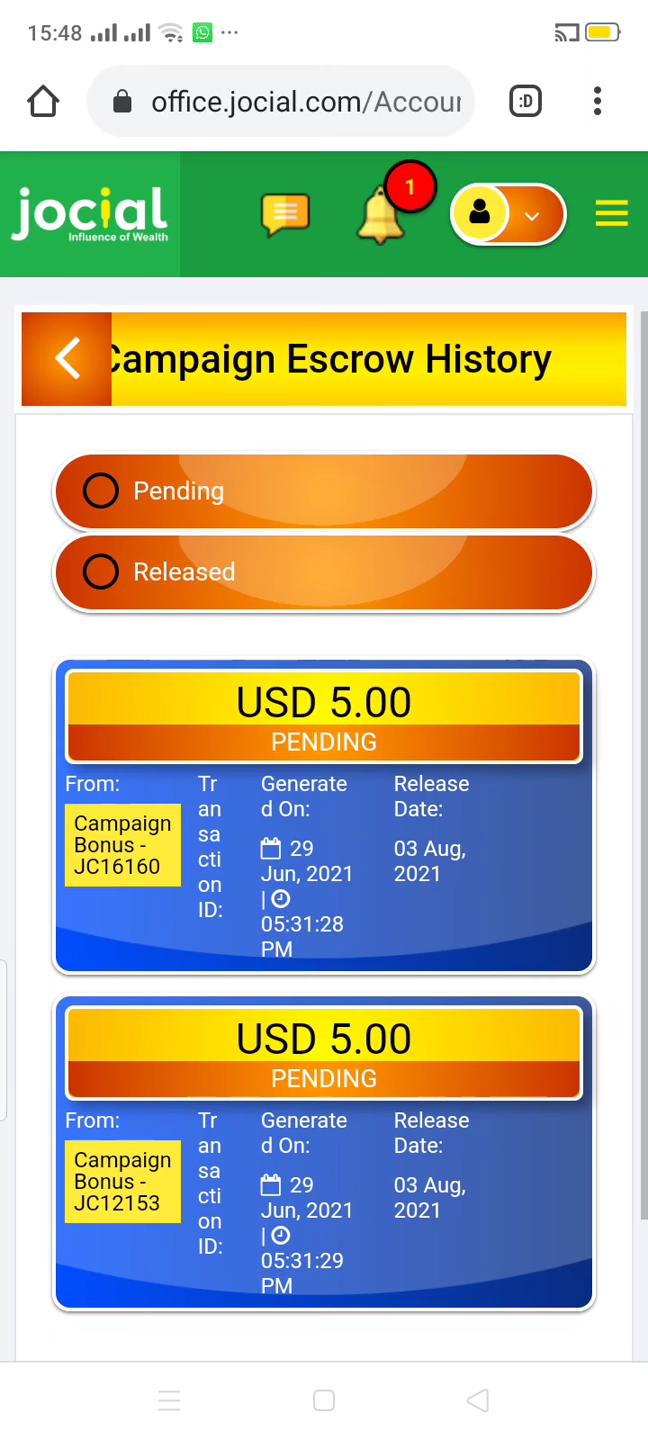 15:48
office.jocial.com/Accour
:D
jocial
Influence of Wealth
1
Campaign Escrow History
Pending
Released
USD 5.00
PENDING
From:
Campaign
Bonus -
JC16160
Tr
an
sa
cti
on
ID:
Generate
d On:
29
Jun, 2021
|
05:31:28
PM
Release
Date:
03 Aug,
2021
USD 5.00
PENDING
From:
Campaign
Bonus -
JC12153
Tr
an
sa
cti
on
ID:
Generate
d On:
29
Jun, 2021
|
05:31:29
PM
Release
Date:
03 Aug,
2021